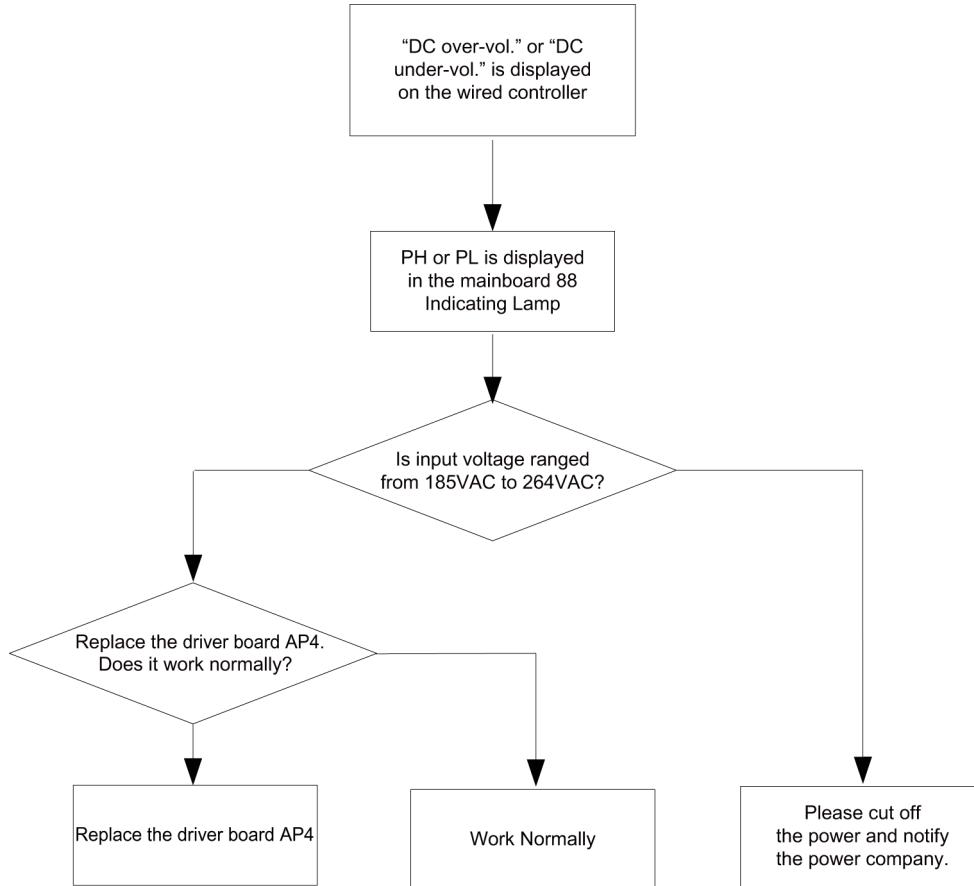 “DC over-vol.” or “DC
under-vol.” is displayed
on the wired controller
PH or PL is displayed
in the mainboard 88
Indicating Lamp
Is input voltage ranged
from 185VAC to 264VAC?
Replace the driver board AP4.
Does it work normally?
Replace the driver board AP4
Work Normally
Please cut off
the power and notify
the power company.